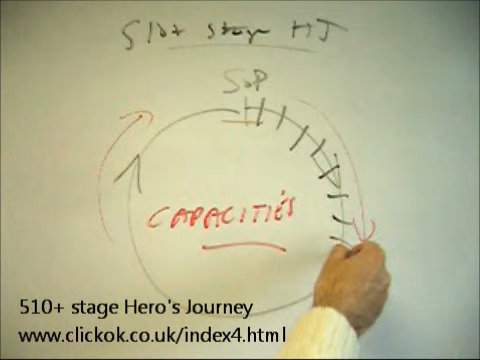 510+ stage HJ
SoP
CAPACITIES
510+ stage Hero's Journey
www.clickok.co.uk/index4.html